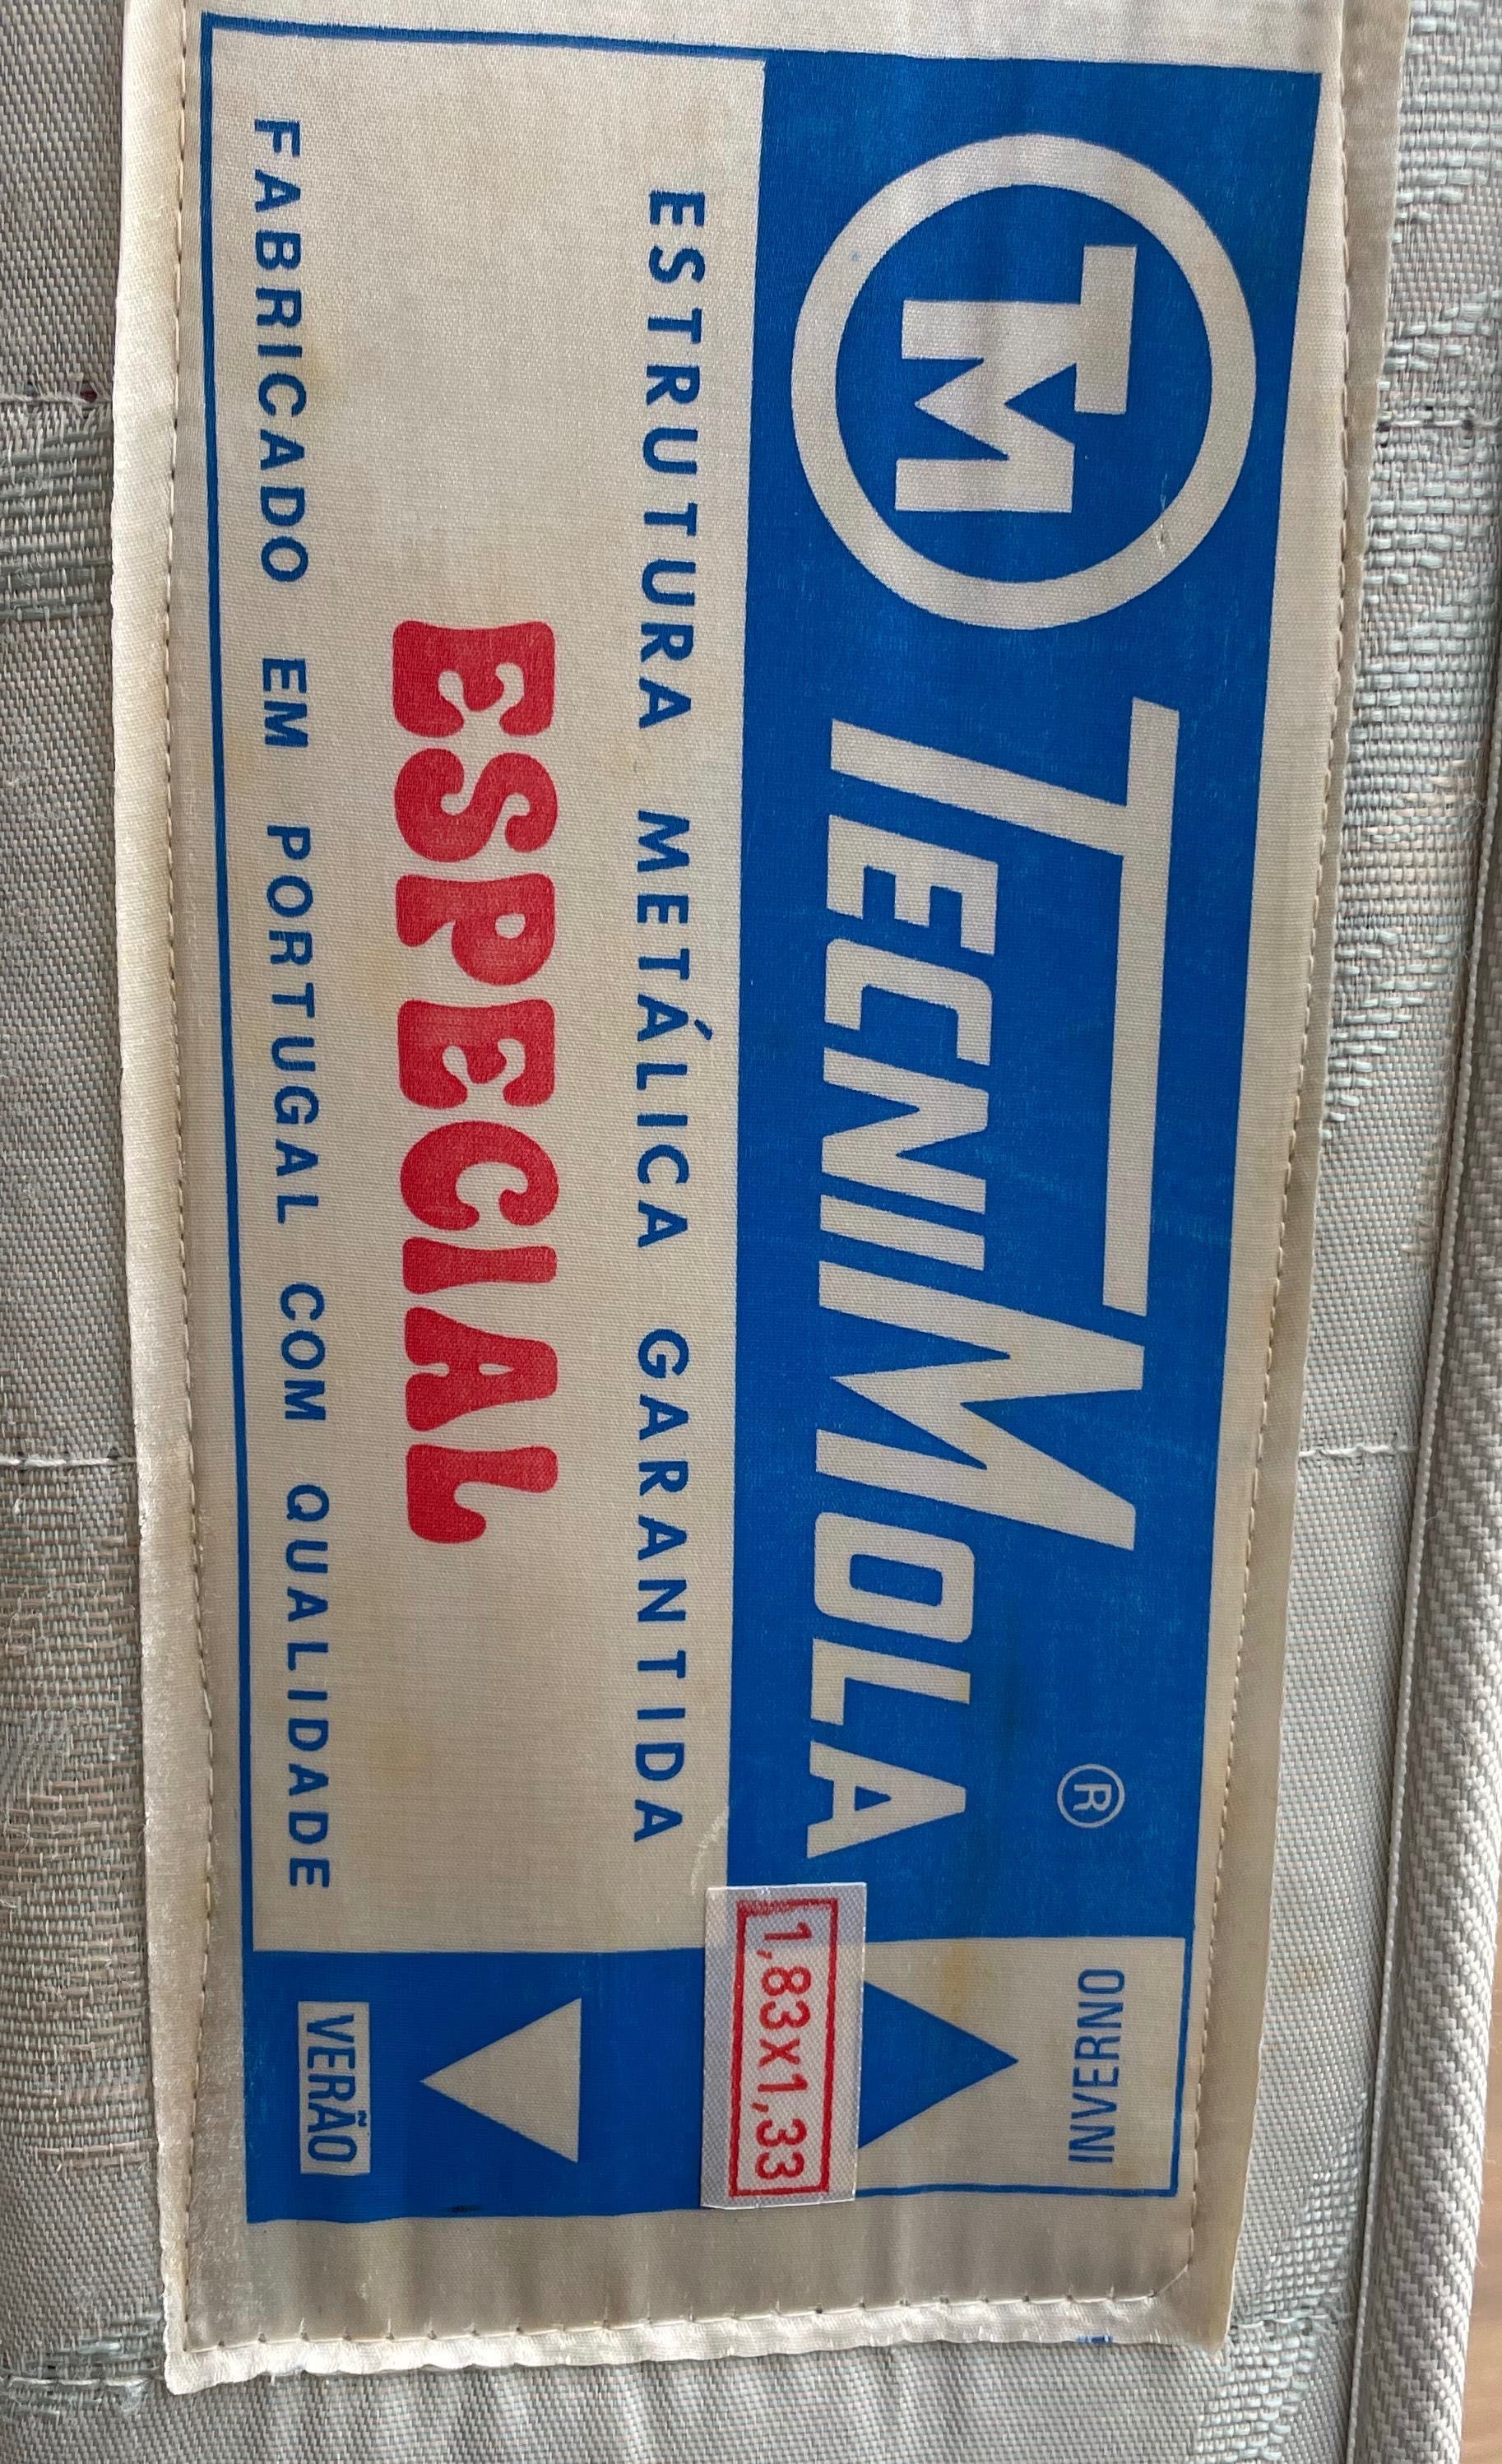 TM TECNIMOLA ®
ESTRUTURA METÁLICA GARANTIDA
ESPECIAL
FABRICADO EM PORTUGAL COM QUALIDADE
INVERNO
1,83x1,33
VERÃO